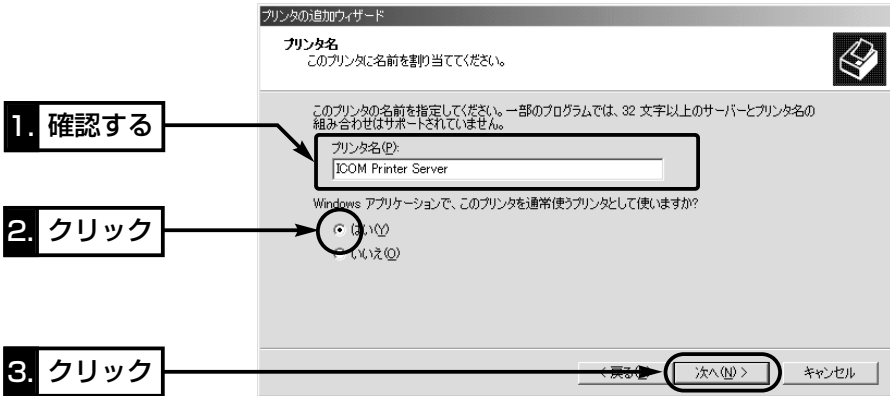 プリンタの追加ウィザード
プリンタ名
このプリンタに名前を割り当ててください。
このプリンタの名前を指定してください。一部のプログラムでは、32 文字以上のサーバーとプリンタ名の
組み合わせはサポートされていません。
1. 確認する
プリンタ名(P):
ICOM Printer Server
Windows アプリケーションで、このプリンタを通常使うプリンタとして使いますか?
2. クリック
はい(Y)
いいえ(O)
3. クリック
< 戻る(B)
次へ(N) >
キャンセル